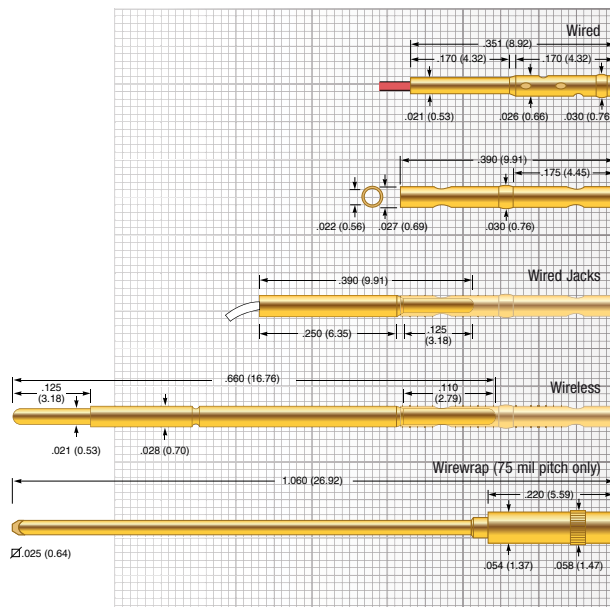 Wired
.351 (8.92)
.170 (4.32) .170 (4.32)
.021 (0.53) .026 (0.66) .030 (0.76
.390 (9.91)
.175 (4.45)
.022 (0.56) .027 (0.69) .030 (0.76)
Wired Jacks
.390 (9.91)
.250 (6.35) .125
(3.18)
.660 (16.76)
Wireless
.125
(3.18)
.110
(2.79)
.021 (0.53) .028 (0.70)
Wirewrap (75 mil pitch only)
1.060 (26.92)
.220 (5.59)
.025 (0.64)
.054 (1.37) .058 (1.47)